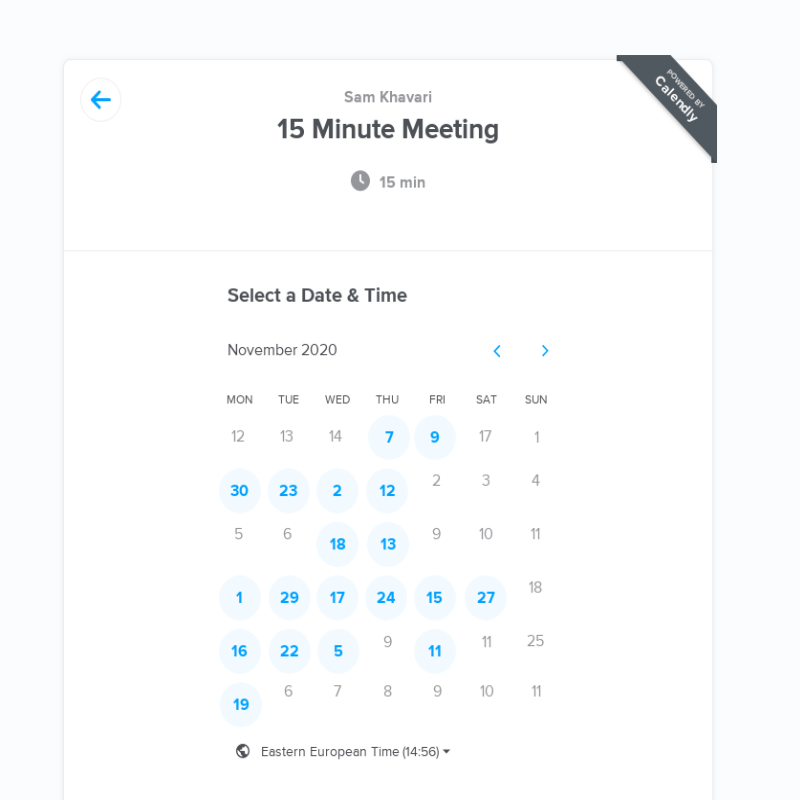 POWERED BY
Calendly
Sam Khavari
15 Minute Meeting
15 min
Select a Date & Time
November 2020
MON TUE WED THU FRI SAT SUN
12 13 14 7 9 17 1
30 23 2 12 2 3 4
5 6 18 13 9 10 11
1 29 17 24 15 27 18
16 22 5 9 11 11 25
19 6 7 8 9 10 11
Eastern European Time (14:56)